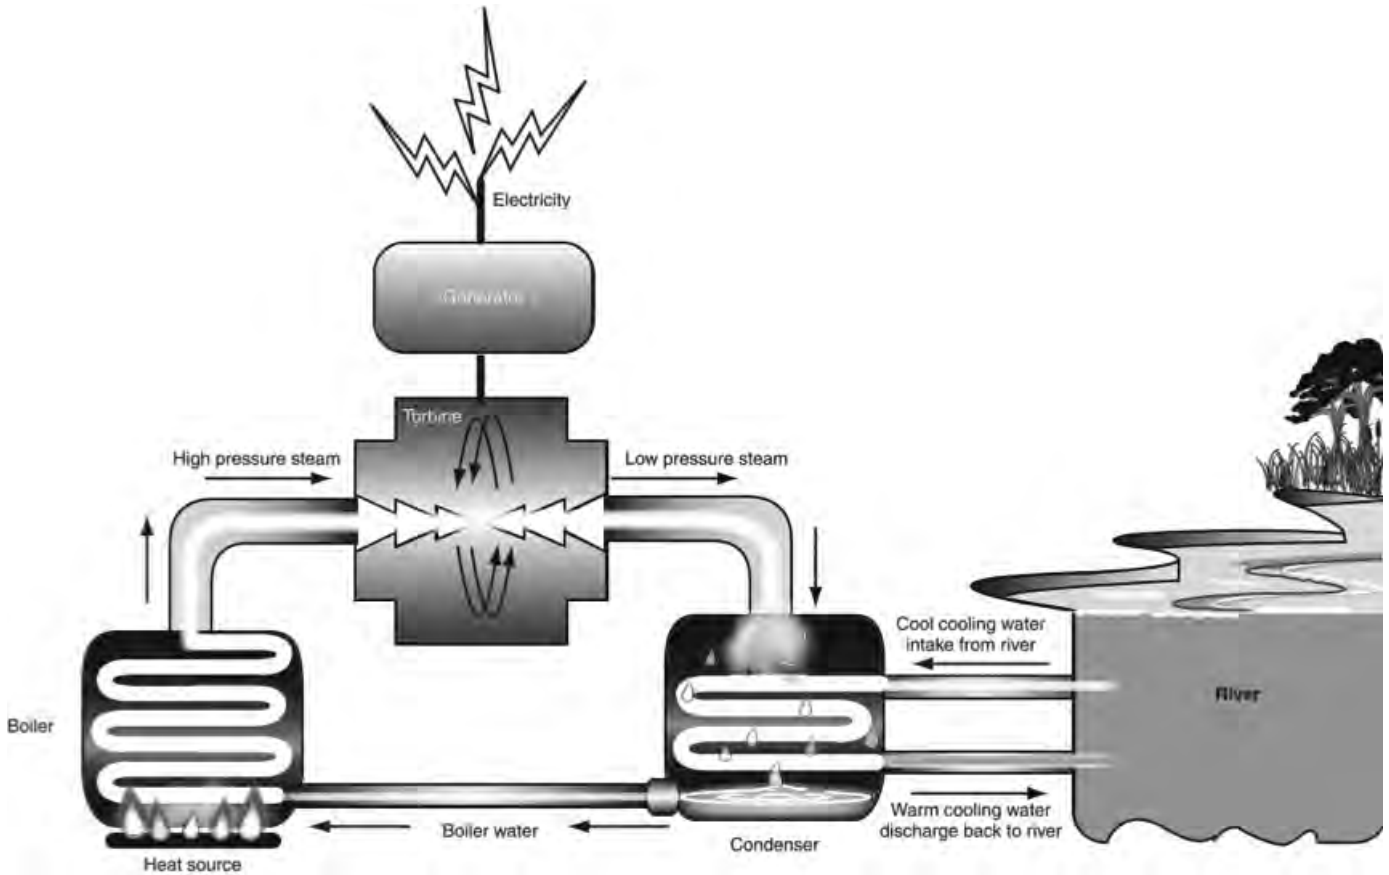 Electricity
Generator
Turbine
High pressure steam
Low pressure steam
Cool cooling water
intake from river
River
Boiler
Boiler water
Warm cooling water
discharge back to river
Condenser
Heat source